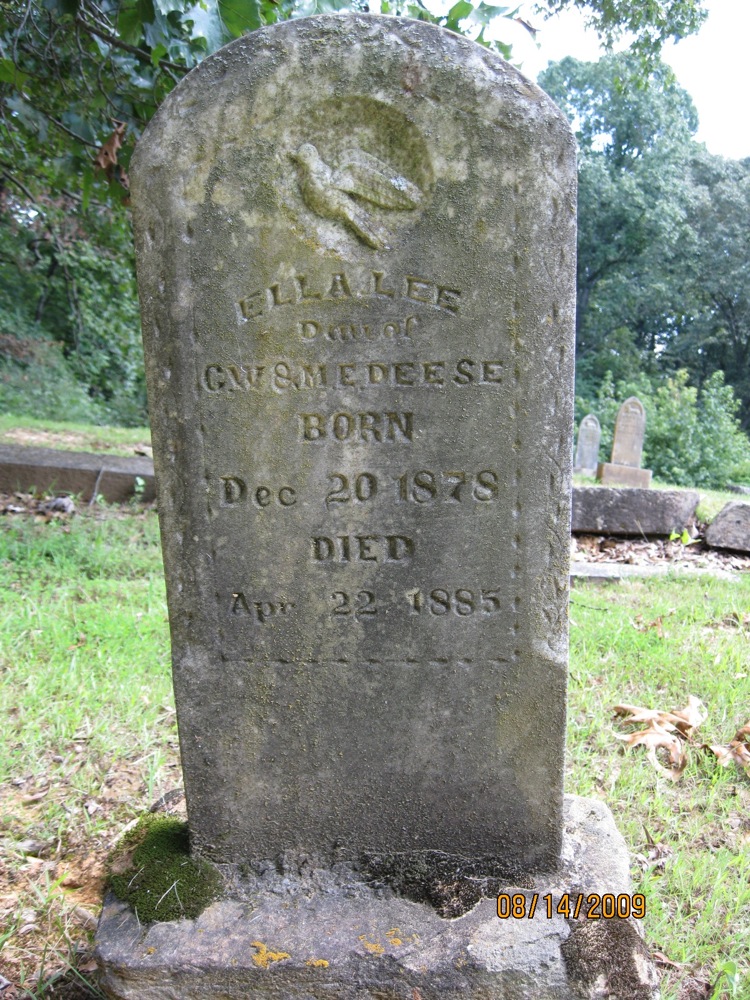 ELLA LEE
Dau of
G.W & M.E. DEESE
BORN
Dec 20 1878
DIED
Apr 22 1885
08/14/2009